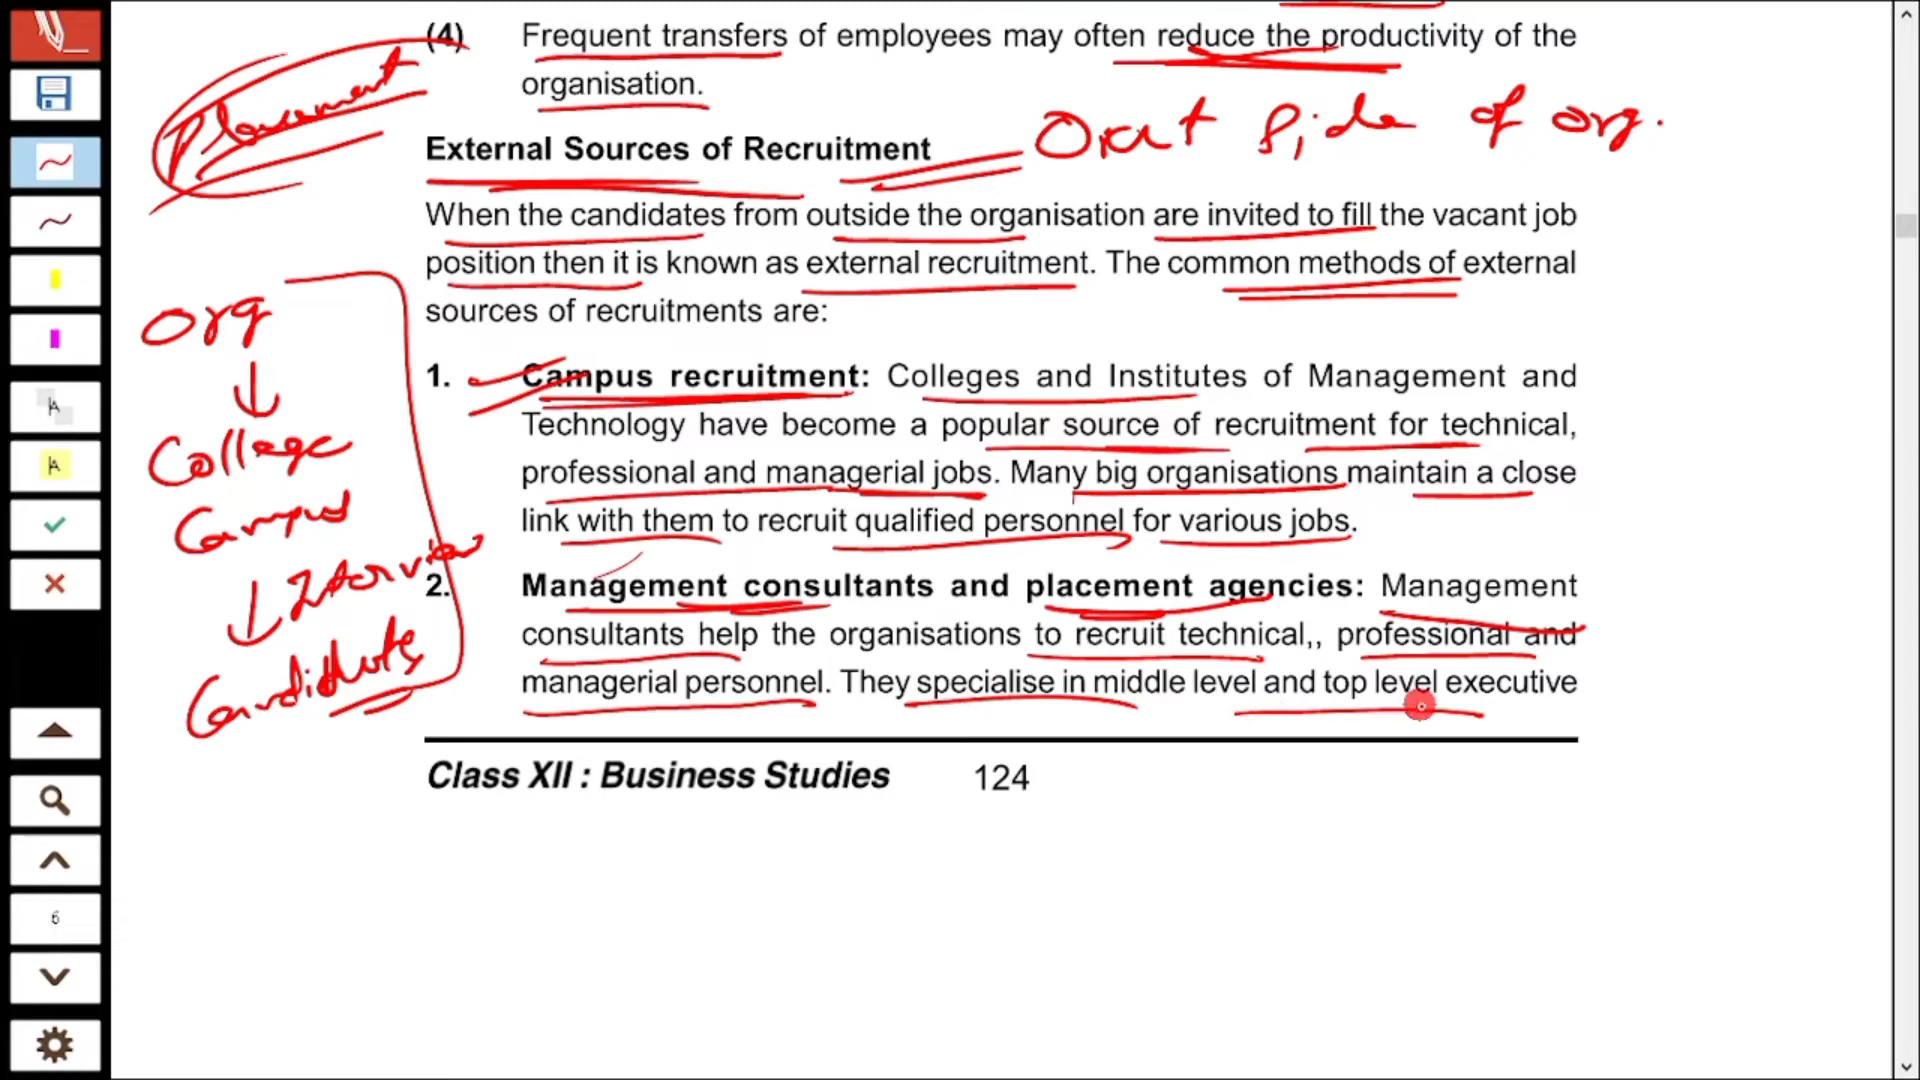 (4) Frequent transfers of employees may often reduce the productivity of the
organisation.
Placement
External Sources of Recruitment
Out side of org.
When the candidates from outside the organisation are invited to fill the vacant job
position then it is known as external recruitment. The common methods of external
sources of recruitments are:
org
College
Campus
Interview
Candidates
1. Campus recruitment: Colleges and Institutes of Management and
Technology have become a popular source of recruitment for technical,
professional and managerial jobs. Many big organisations maintain a close
link with them to recruit qualified personnel for various jobs.
2. Management consultants and placement agencies: Management
consultants help the organisations to recruit technical,, professional and
managerial personnel. They specialise in middle level and top level executive
Class XII : Business Studies 124
6